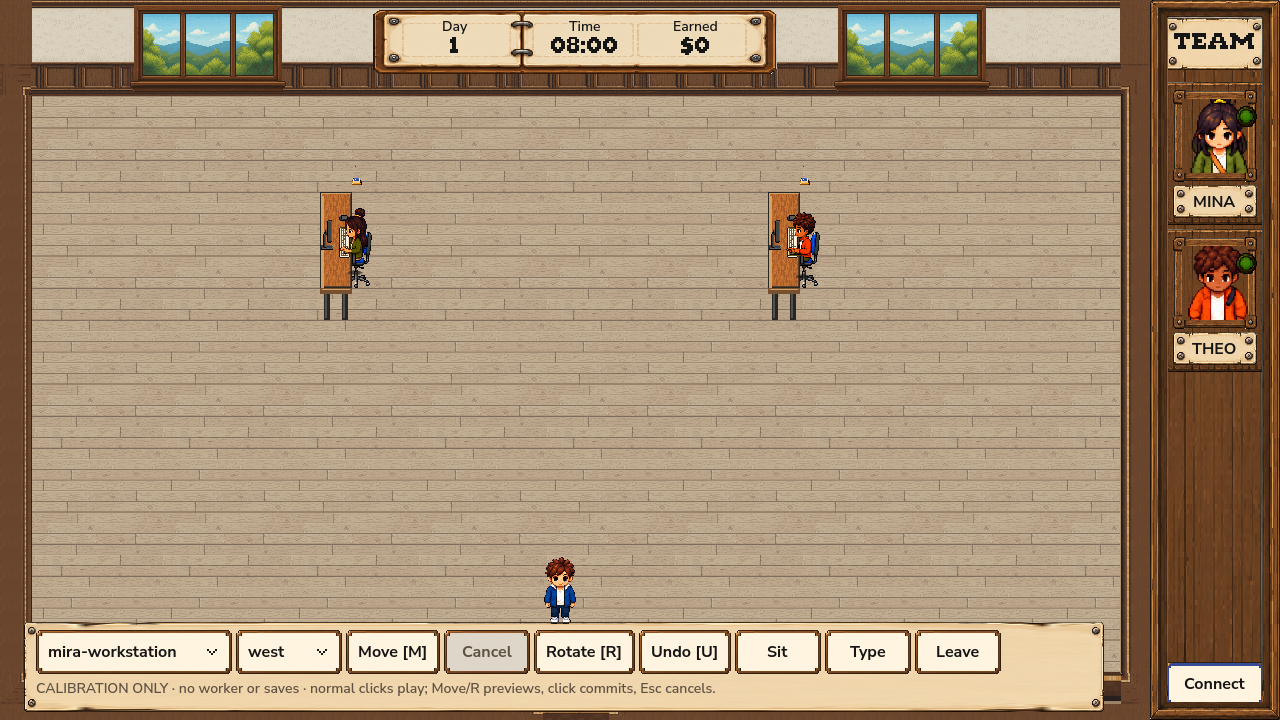 Day
1
Time
08:00
Earned
$0
TEAM
MINA
THEO
mira-workstation
west
Move [M]
Cancel
Rotate [R]
Undo [U]
Sit
Type
Leave
CALIBRATION ONLY · no worker or saves · normal clicks play; Move/R previews, click commits, Esc cancels.
Connect